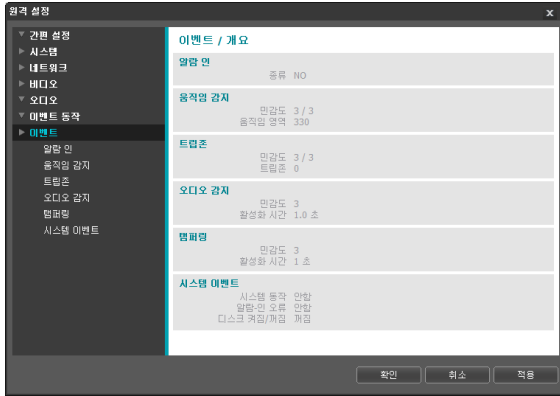 원격 설정
x
간편 설정
시스템
네트워크
비디오
오디오
이벤트 동작
이벤트
알람 인
움직임 감지
트립존
오디오 감지
탬퍼링
시스템 이벤트
이벤트 / 개요
알람 인
종류 NO
움직임 감지
민감도 3 / 3
움직임 영역 330
트립존
민감도 3 / 3
트립존 0
오디오 감지
민감도 3
활성화 시간 1.0 초
탬퍼링
민감도 3
활성화 시간 1 초
시스템 이벤트
시스템 동작 안함
알람-인 오류 안함
디스크 켜짐/꺼짐 꺼짐
확인
취소
적용